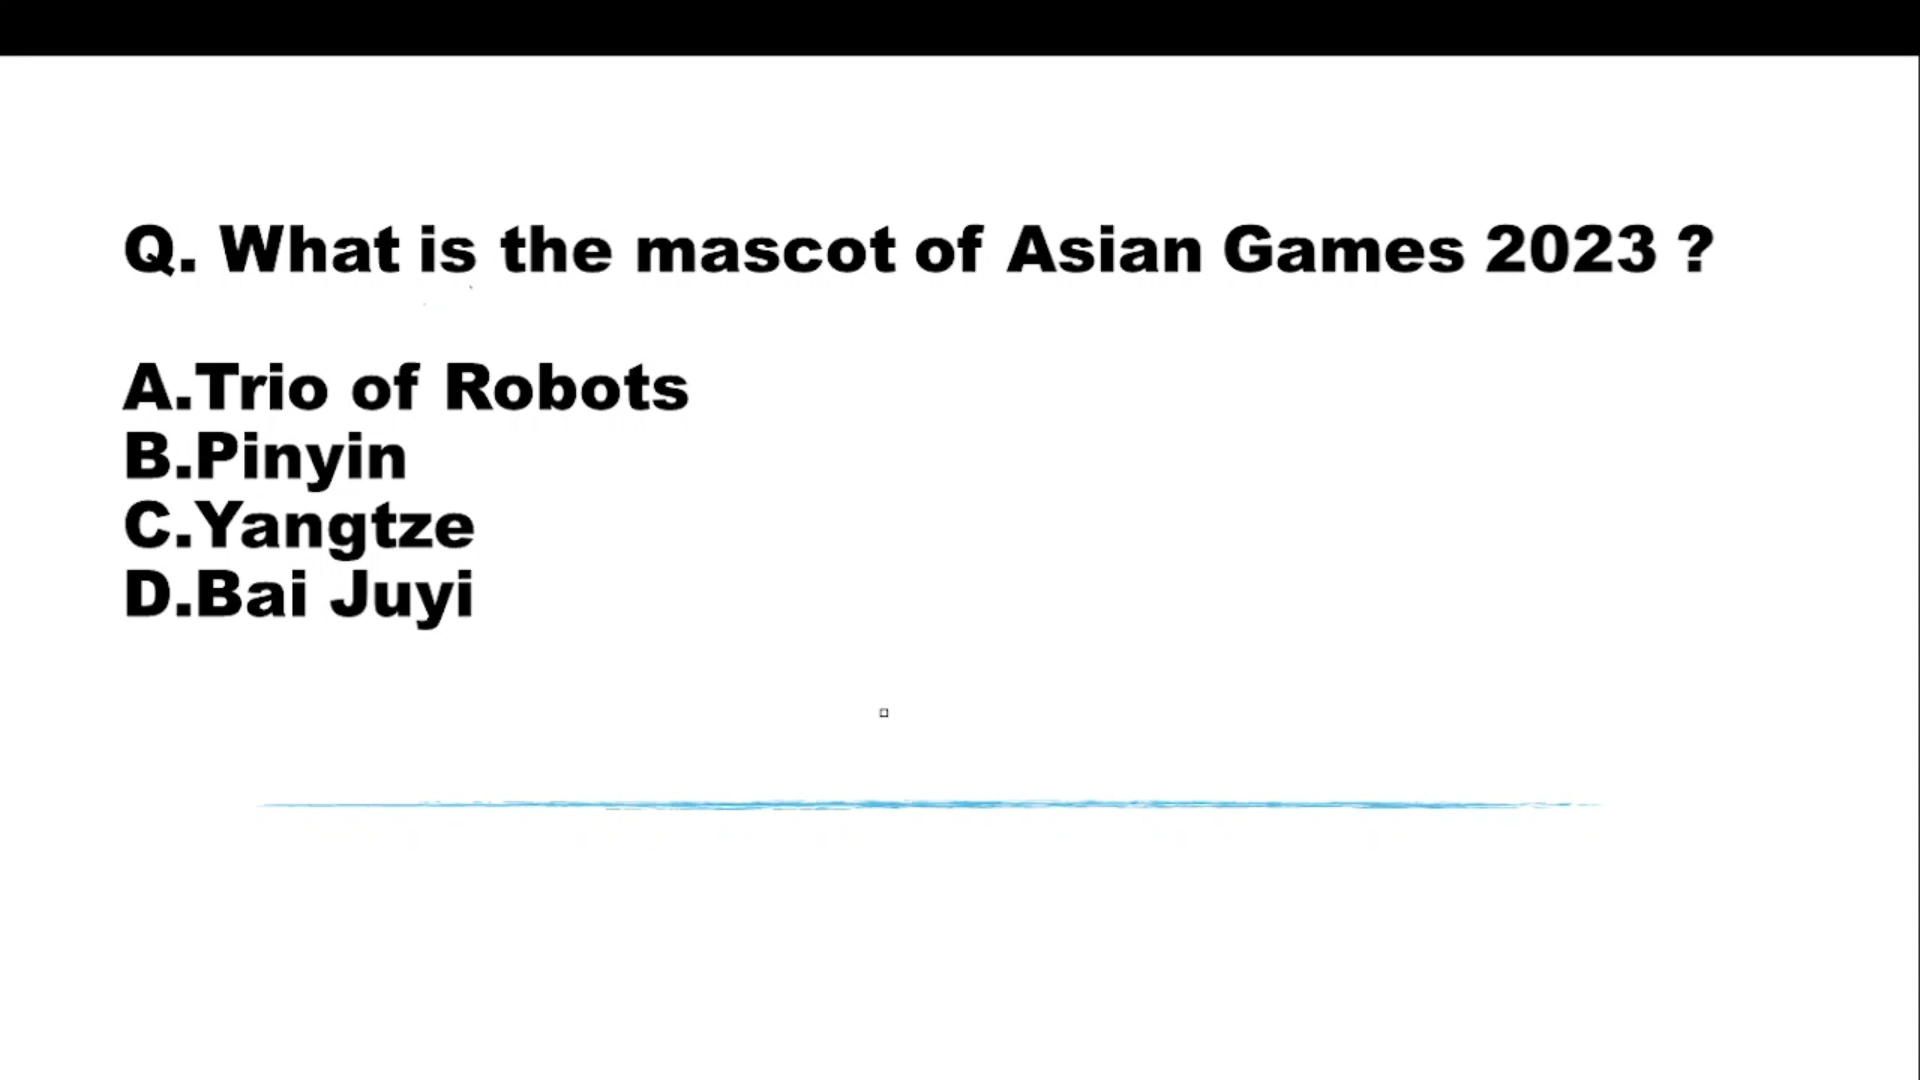 Q. What is the mascot of Asian Games 2023 ?
A.Trio of Robots
B.Pinyin
C.Yangtze
D.Bai Juyi